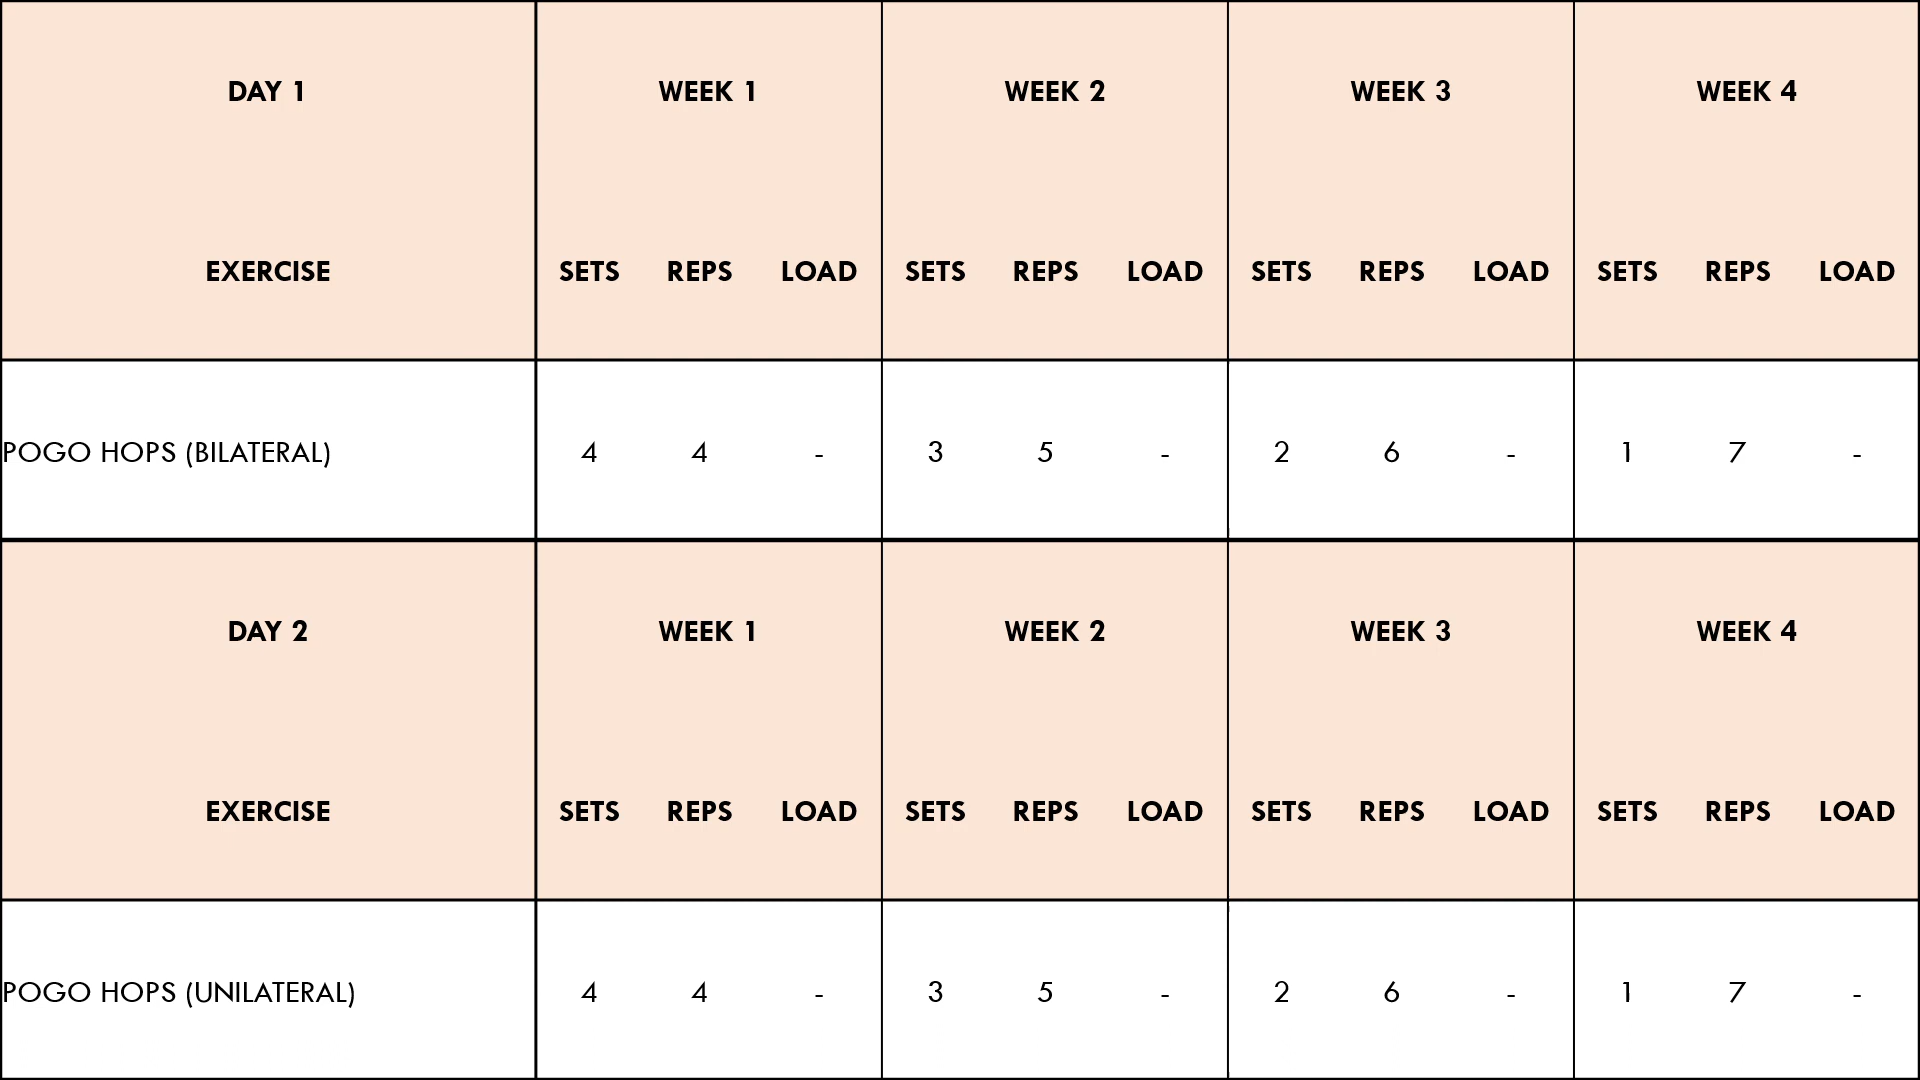 DAY 1 WEEK 1 WEEK 2 WEEK 3 WEEK 4
EXERCISE SETS REPS LOAD SETS REPS LOAD SETS REPS LOAD SETS REPS LOAD
POGO HOPS (BILATERAL) 4 4 - 3 5 - 2 6 - 1 7 -
DAY 2 WEEK 1 WEEK 2 WEEK 3 WEEK 4
EXERCISE SETS REPS LOAD SETS REPS LOAD SETS REPS LOAD SETS REPS LOAD
POGO HOPS (UNILATERAL) 4 4 - 3 5 - 2 6 - 1 7 -